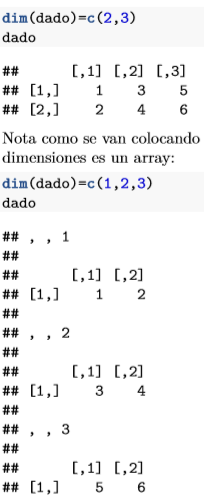 dim(dado)=c(2,3)
dado
##      [,1] [,2] [,3]
## [1,]    1    3    5
## [2,]    2    4    6
Nota como se van colocando
dimensiones es un array:
dim(dado)=c(1,2,3)
dado
## , , 1
##
##      [,1] [,2]
## [1,]    1    2
##
## , , 2
##
##      [,1] [,2]
## [1,]    3    4
##
## , , 3
##
##      [,1] [,2]
## [1,]    5    6